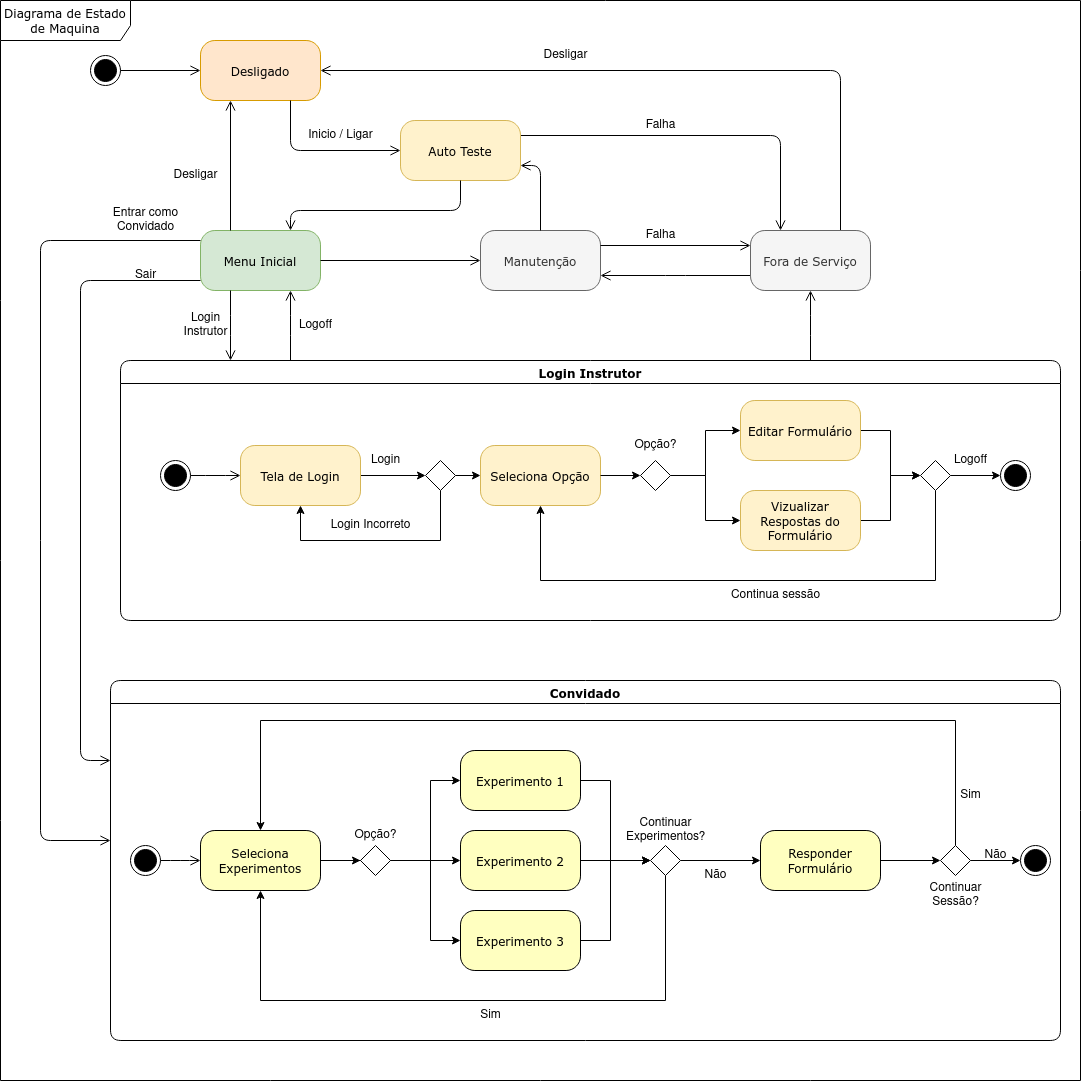 Diagrama de Estado
de Maquina
Desligar
Desligado
Inicio / Ligar
Falha
Auto Teste
Desligar
Entrar como
Convidado
Falha
Menu Inicial
Manutenção
Fora de Serviço
Sair
Login
Instrutor
Logoff
Login Instrutor
Opção?
Editar Formulário
Login
Logoff
Tela de Login
Seleciona Opção
Login Incorreto
Vizualizar
Respostas do
Formulário
Continua sessão
Convidado
Experimento 1
Sim
Continuar
Experimentos?
Opção?
Seleciona
Experimentos
Experimento 2
Responder
Formulário
Não
Não
Continuar
Sessão?
Experimento 3
Sim